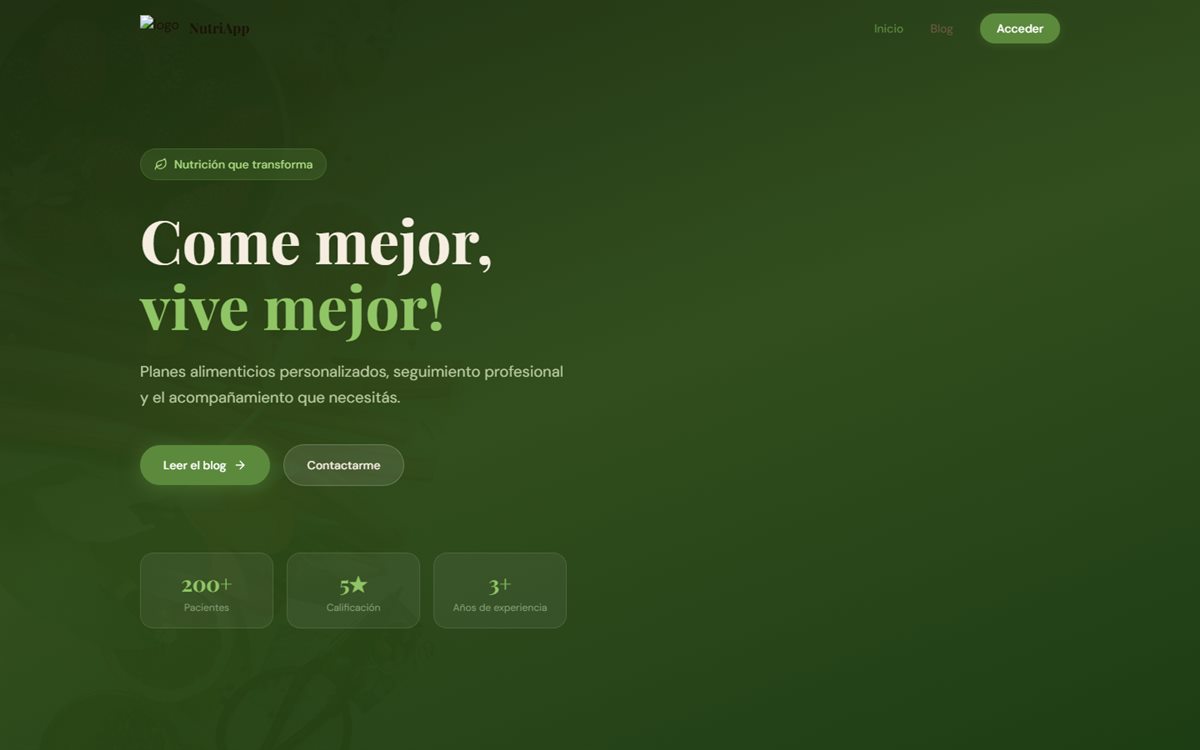 logo NutriApp
Inicio Blog Acceder
Nutrición que transforma
Come mejor,
vive mejor!
Planes alimenticios personalizados, seguimiento profesional
y el acompañamiento que necesitás.
Leer el blog → Contactarme
200+ 5★ 3+
Pacientes Calificación Años de experiencia